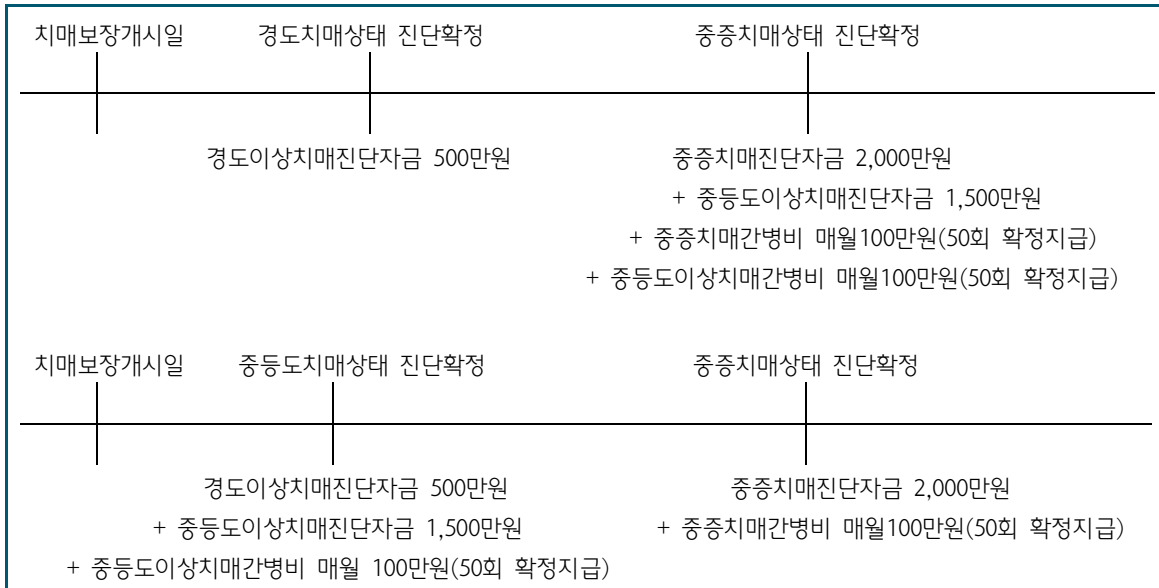 치매보장개시일 경도치매상태 진단확정 중증치매상태 진단확정
경도이상치매진단자금 500만원 중증치매진단자금 2,000만원
+ 중등도이상치매진단자금 1,500만원
+ 중증치매간병비 매월100만원(50회 확정지급)
+ 중등도이상치매간병비 매월100만원(50회 확정지급)
치매보장개시일 중등도치매상태 진단확정 중증치매상태 진단확정
경도이상치매진단자금 500만원 중증치매진단자금 2,000만원
+ 중등도이상치매진단자금 1,500만원 + 중증치매간병비 매월100만원(50회 확정지급)
+ 중등도이상치매간병비 매월 100만원(50회 확정지급)